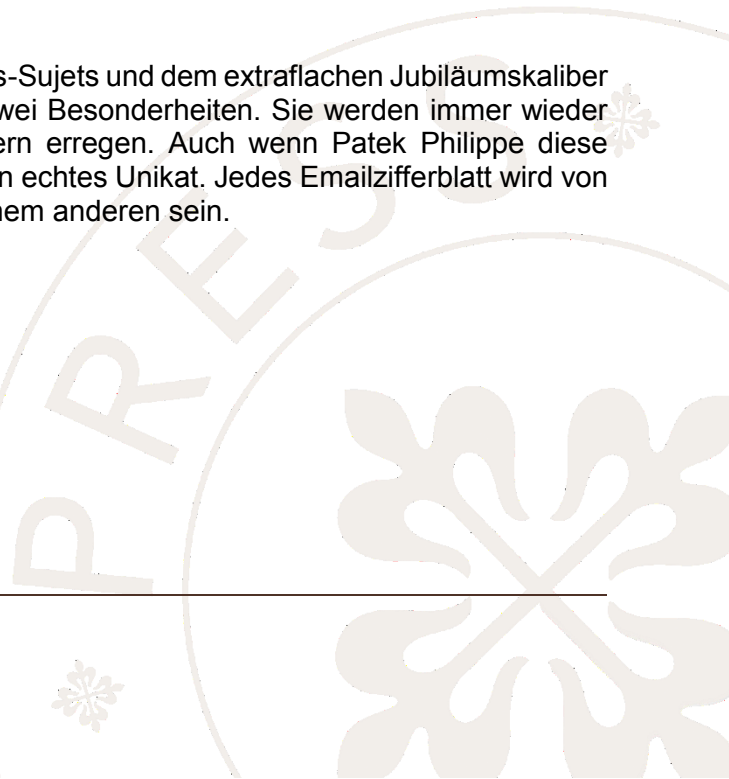 s-Sujets und dem extraflachen Jubiläumskaliber
wei Besonderheiten. Sie werden immer wieder
ern erregen. Auch wenn Patek Philippe diese
n echtes Unikat. Jedes Emailzifferblatt wird von
nem anderen sein.
PRESS